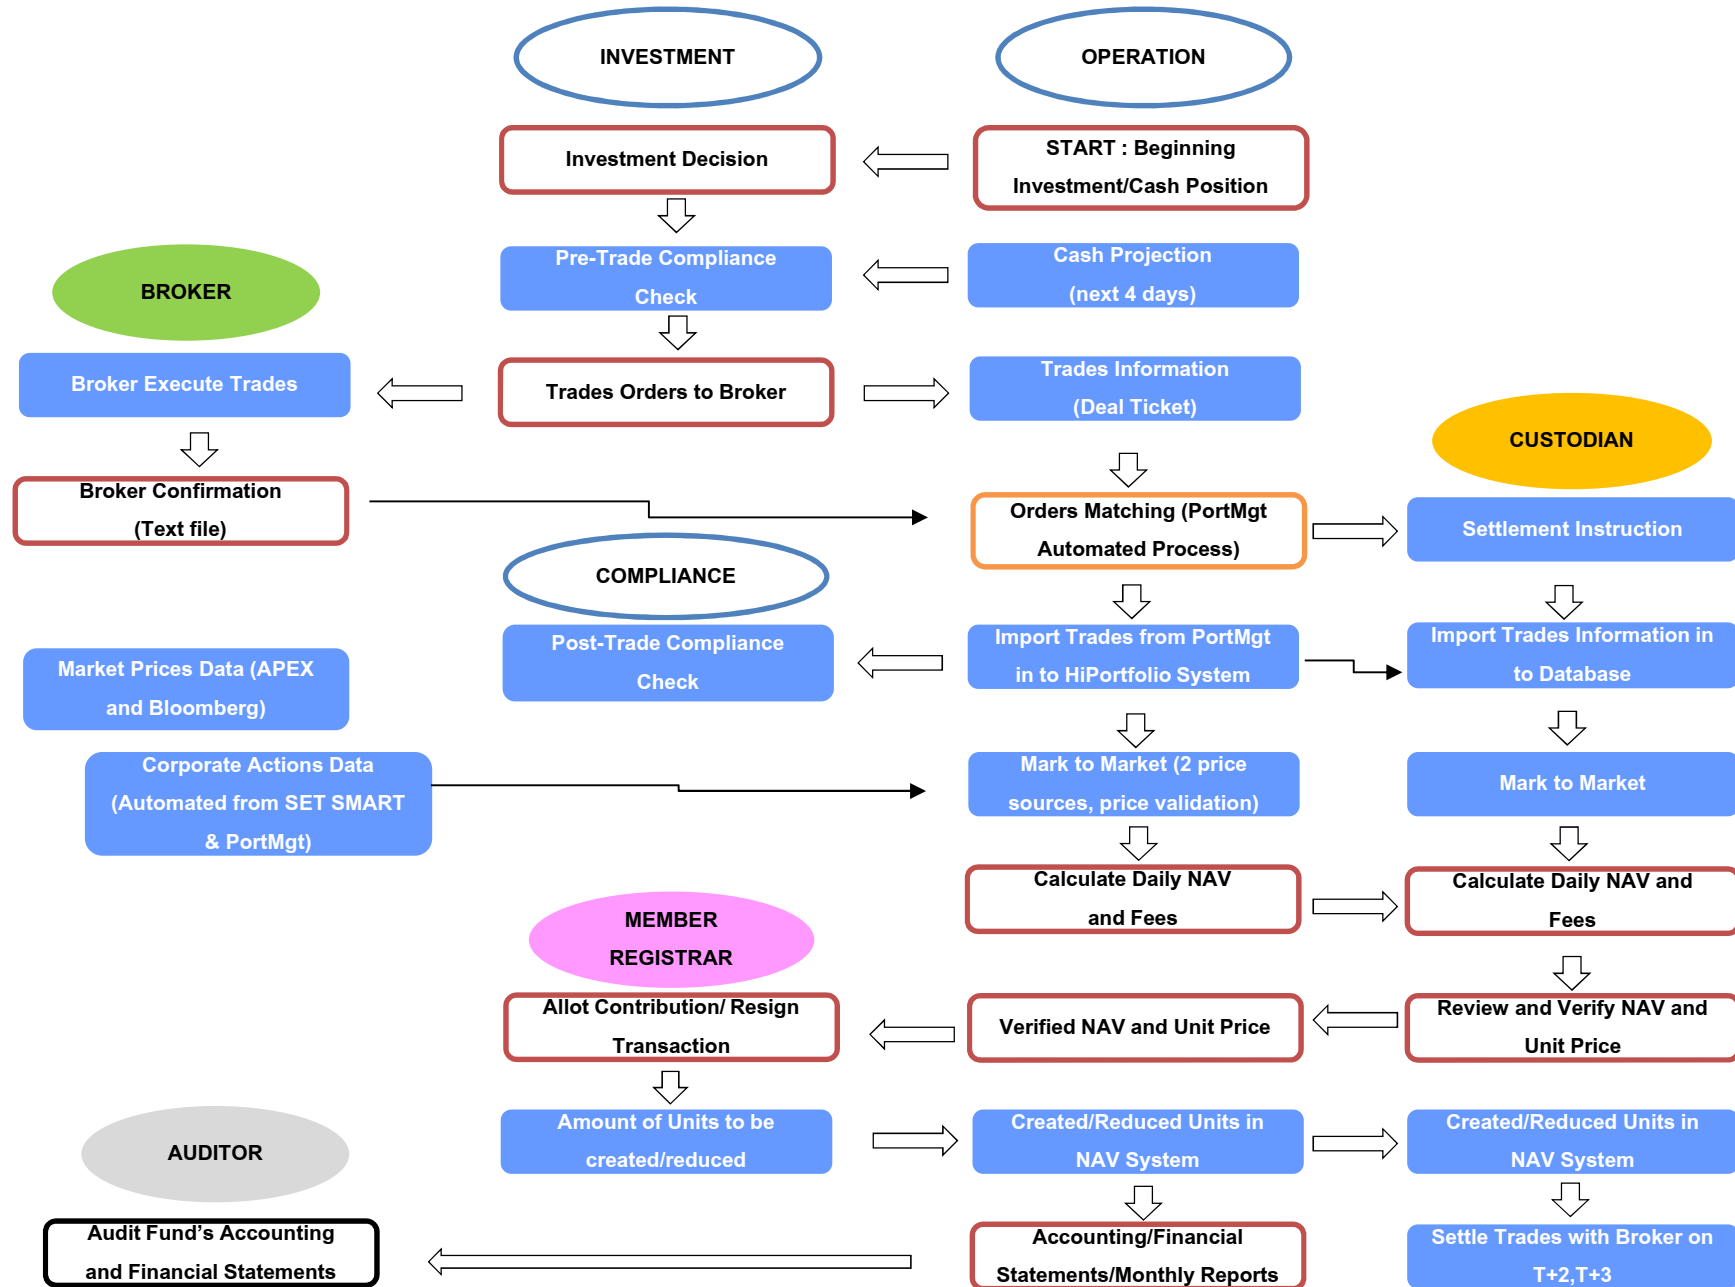 INVESTMENT
OPERATION
Investment Decision
START : Beginning
Investment/Cash Position
BROKER
Pre-Trade Compliance
Check
Cash Projection
(next 4 days)
Broker Execute Trades
Trades Orders to Broker
Trades Information
(Deal Ticket)
CUSTODIAN
Broker Confirmation
(Text file)
Orders Matching (PortMgt
Automated Process)
Settlement Instruction
COMPLIANCE
Post-Trade Compliance
Check
Import Trades from PortMgt
in to HiPortfolio System
Import Trades Information in
to Database
Market Prices Data (APEX
and Bloomberg)
Corporate Actions Data
(Automated from SET SMART
& PortMgt)
Mark to Market (2 price
sources, price validation)
Mark to Market
Calculate Daily NAV
and Fees
Calculate Daily NAV and
Fees
MEMBER
REGISTRAR
Allot Contribution/ Resign
Transaction
Verified NAV and Unit Price
Review and Verify NAV and
Unit Price
AUDITOR
Amount of Units to be
created/reduced
Created/Reduced Units in
NAV System
Created/Reduced Units in
NAV System
Audit Fund’s Accounting
and Financial Statements
Accounting/Financial
Statements/Monthly Reports
Settle Trades with Broker on
T+2,T+3